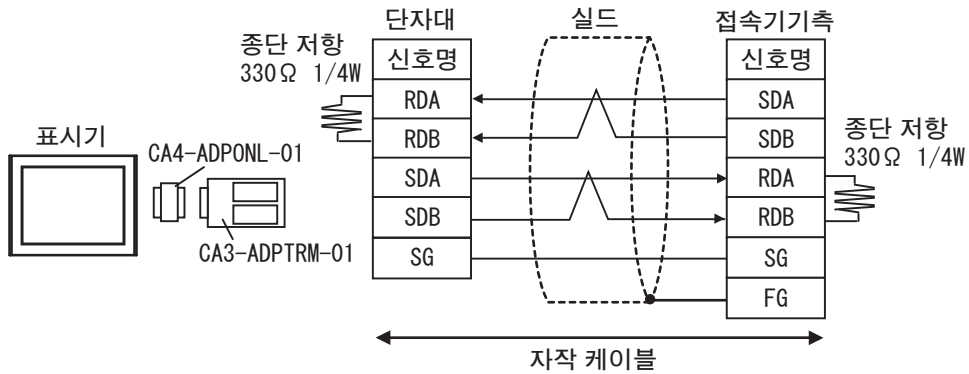 단자대
실드
접속기기측
종단 저항
330Ω 1/4W
신호명
신호명
RDA
SDA
RDB
SDB
표시기
CA4-ADPONL-01
종단 저항
330Ω 1/4W
SDA
RDA
SDB
RDB
CA3-ADPTRM-01
SG
SG
FG
자작 케이블